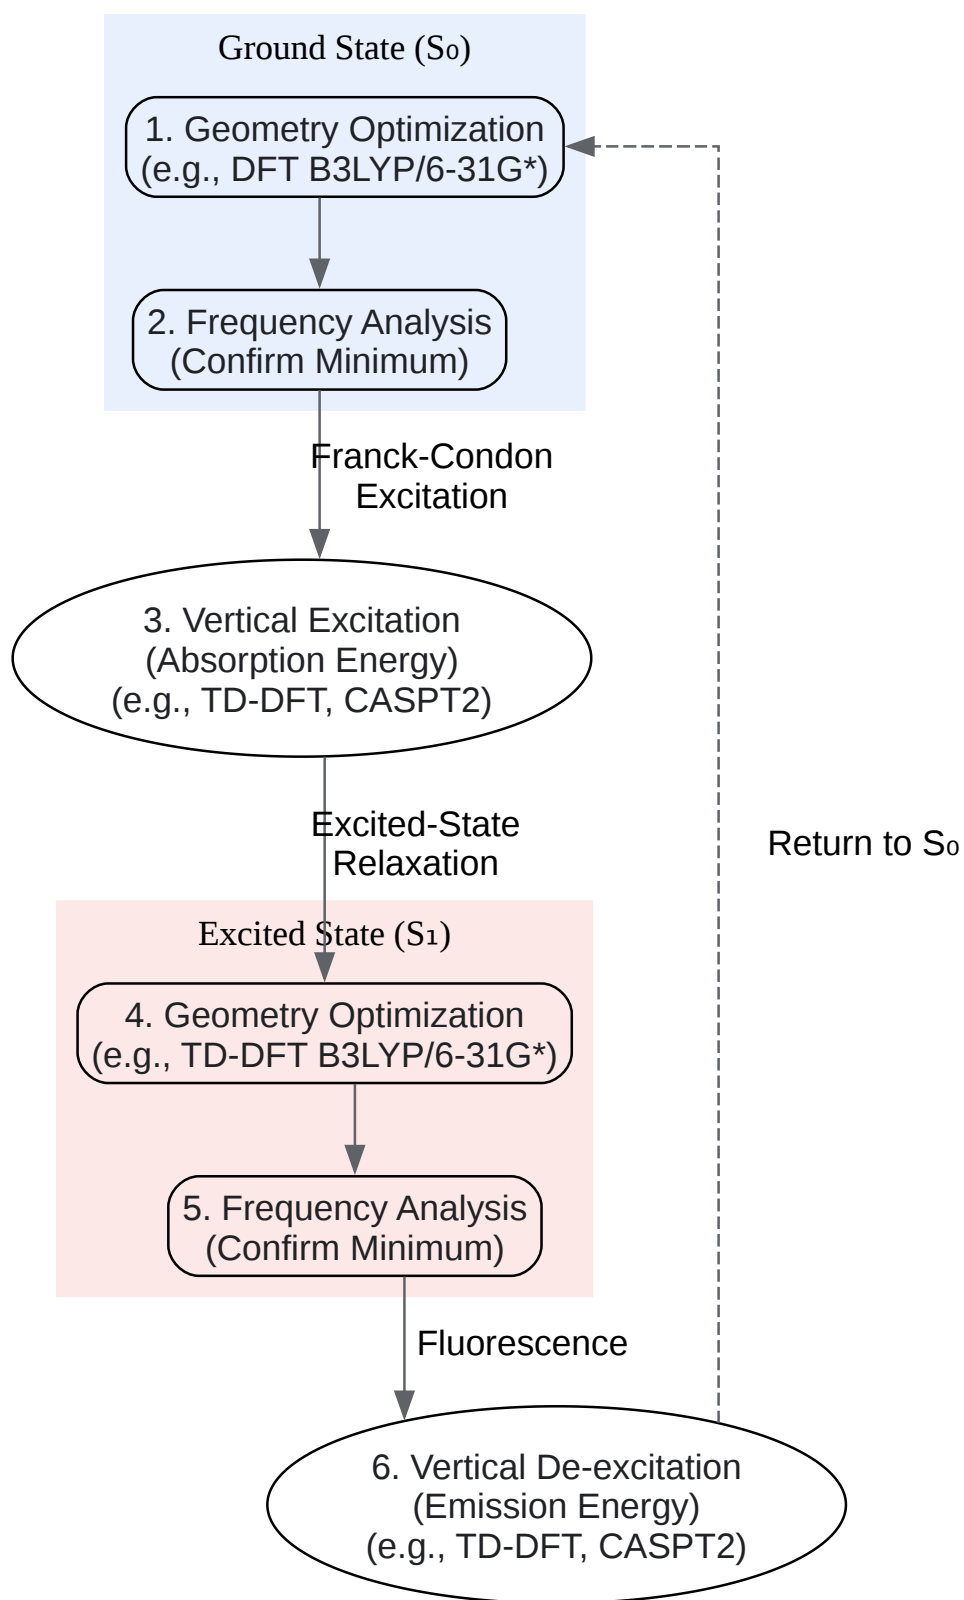 Ground State (S₀)
1. Geometry Optimization
(e.g., DFT B3LYP/6-31G*)
2. Frequency Analysis
(Confirm Minimum)
Franck-Condon
Excitation
3. Vertical Excitation
(Absorption Energy)
(e.g., TD-DFT, CASPT2)
Excited-State
Relaxation
Return to S₀
Excited State (S₁)
4. Geometry Optimization
(e.g., TD-DFT B3LYP/6-31G*)
5. Frequency Analysis
(Confirm Minimum)
Fluorescence
6. Vertical De-excitation
(Emission Energy)
(e.g., TD-DFT, CASPT2)